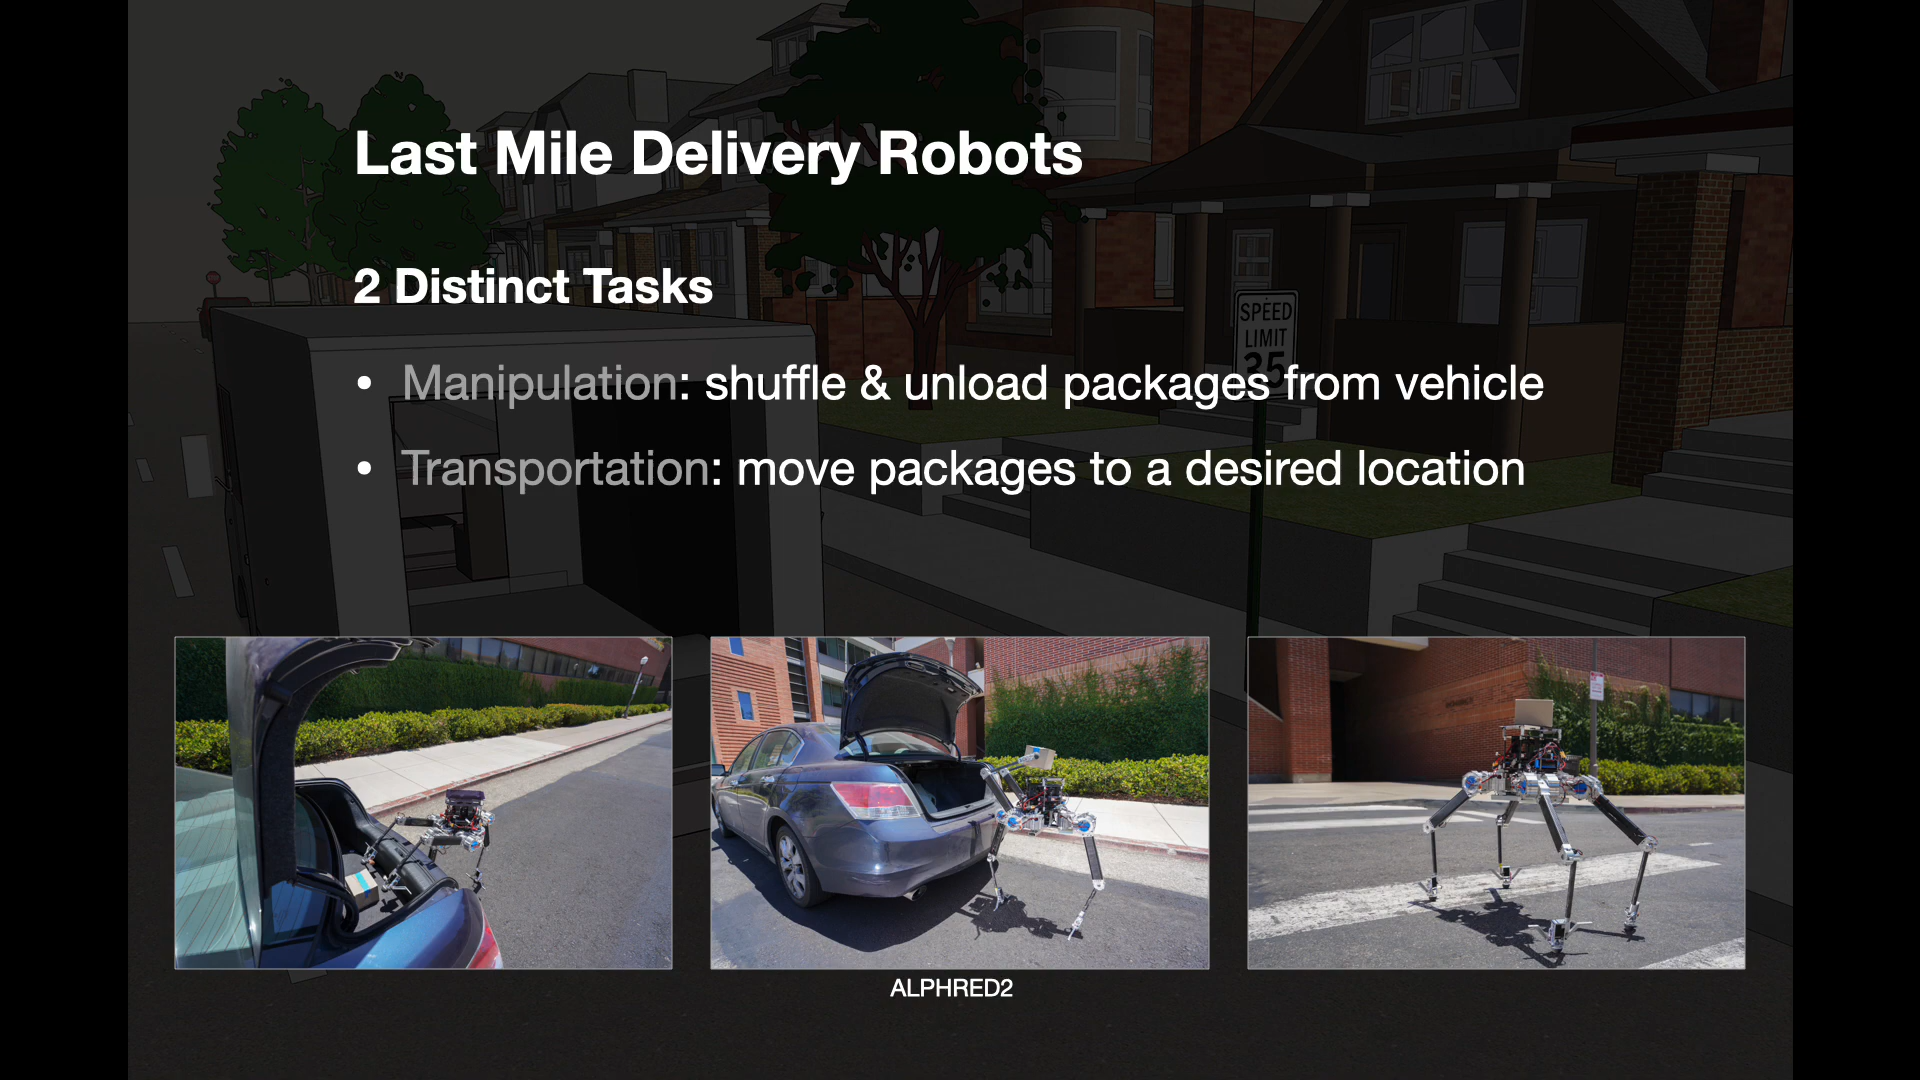 Last Mile Delivery Robots
2 Distinct Tasks
SPEED
LIMIT
35
• Manipulation: shuffle & unload packages from vehicle
• Transportation: move packages to a desired location
ALPHRED2